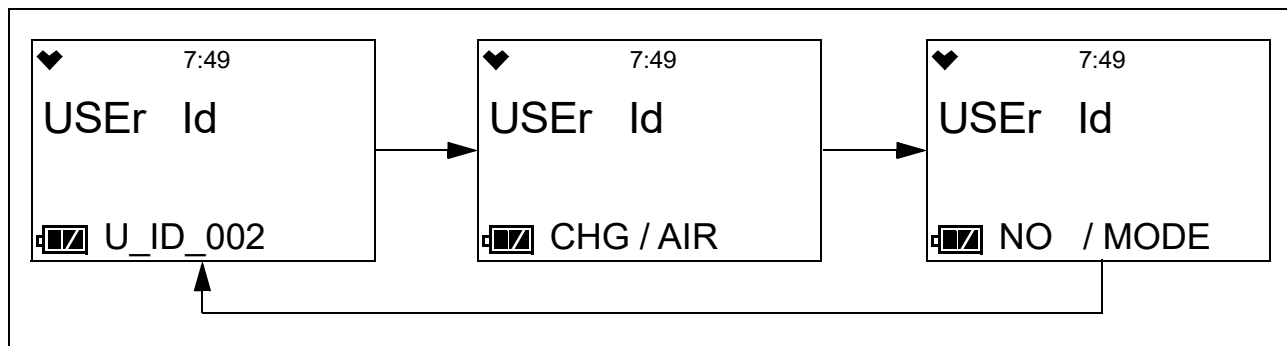 7:49
USEr Id
U_ID_002
7:49
USEr Id
CHG / AIR
7:49
USEr Id
NO / MODE